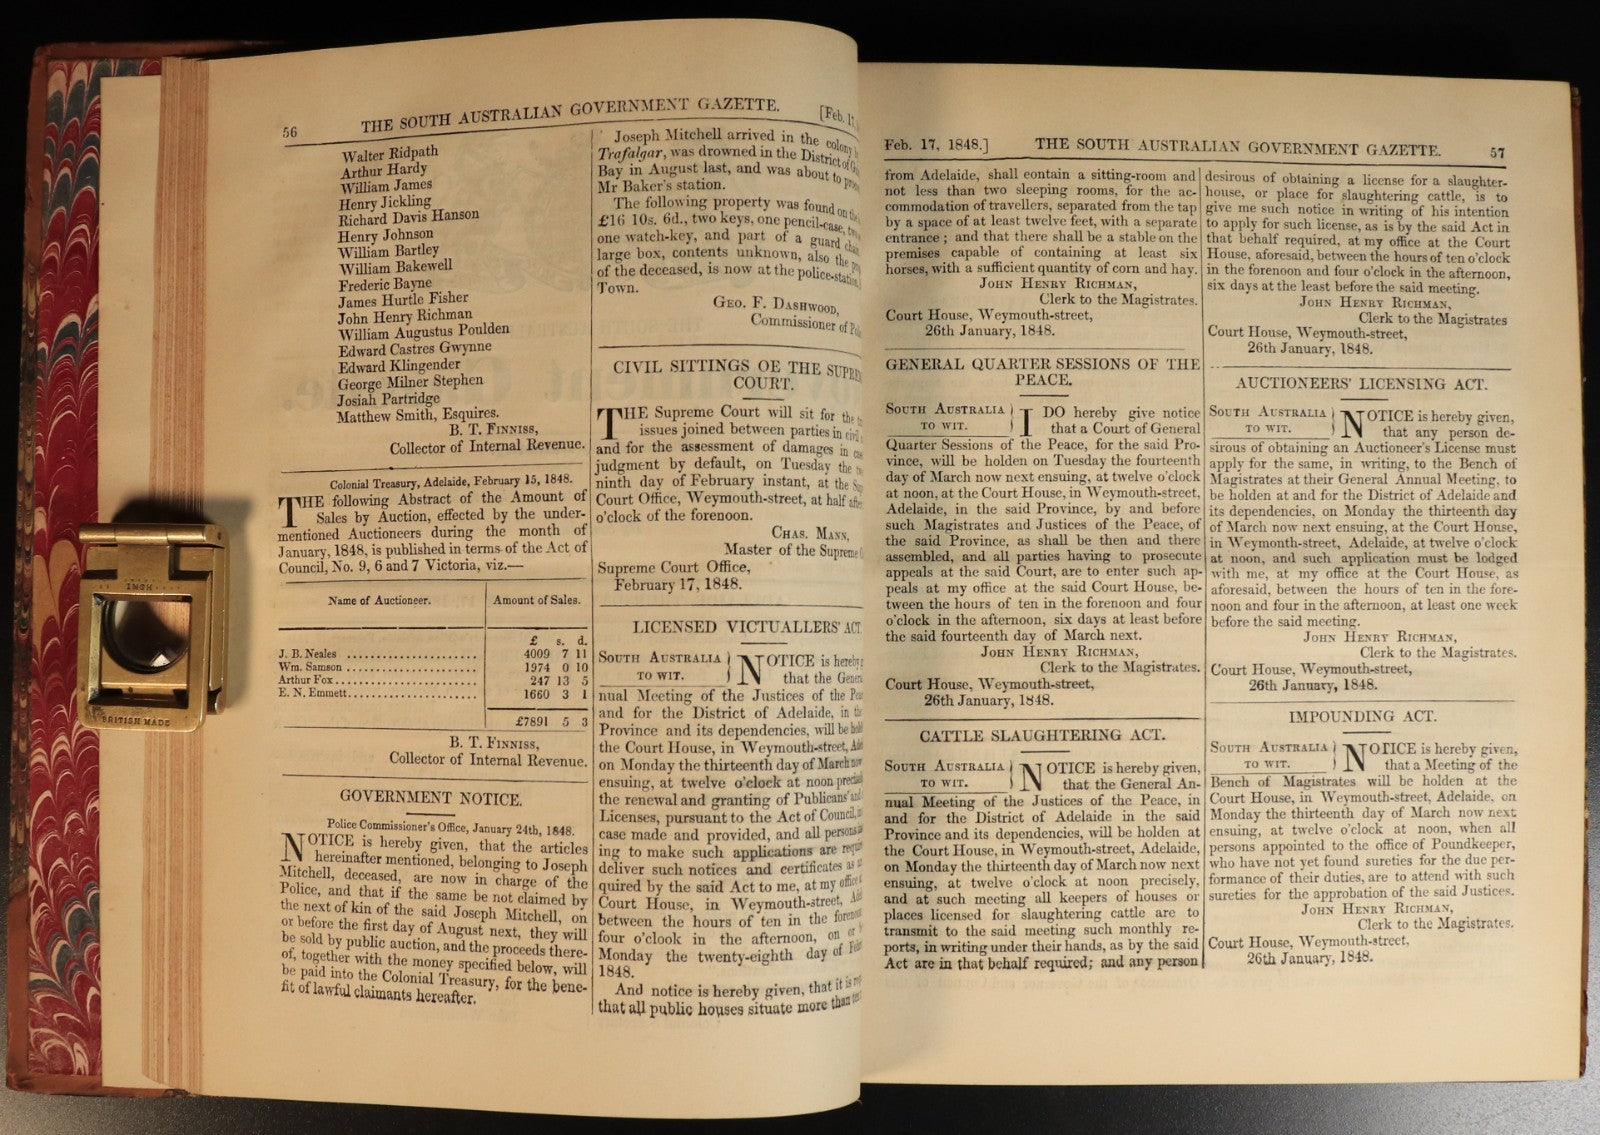 56
THE SOUTH AUSTRALIAN GOVERNMENT GAZETTE.
[Feb. 17,
Walter Ridpath
Arthur Hardy
William James
Henry Jickling
Richard Davis Hanson
Henry Johnson
William Bartley
William Bakewell
Frederic Bayne
James Hurtle Fisher
John Henry Richman
William Augustus Poulden
Edward Castres Gwynne
Edward Klingender
George Milner Stephen
Josiah Partridge
Matthew Smith, Esquires.
B. T. FINNISS,
Collector of Internal Revenue.
Colonial Treasury, Adelaide, February 15, 1848.
THE following Abstract of the Amount of
Sales by Auction, effected by the under-
mentioned Auctioneers during the month of
January, 1848, is published in terms of the Act of
Council, No. 9, 6 and 7 Victoria, viz.—
Name of Auctioneer. Amount of Sales.
£ s. d.
J. B. Neales ........................ 4009 7 11
Wm. Samson ........................ 1974 0 10
Arthur Fox........................ 247 13 5
E. N. Emmett........................ 1660 3 1
£7891 5 3
B. T. FINNISS,
Collector of Internal Revenue.
GOVERNMENT NOTICE.
Police Commissioner's Office, January 24th, 1848.
NOTICE is hereby given, that the articles
hereinafter mentioned, belonging to Joseph
Mitchell, deceased, are now in charge of the
Police, and that if the same be not claimed by
the next of kin of the said Joseph Mitchell, on
or before the first day of August next, they will
be sold by public auction, and the proceeds there-
of, together with the money specified below, will
be paid into the Colonial Treasury, for the bene-
fit of lawful claimants hereafter.
Joseph Mitchell arrived in the colony
Trafalgar, was drowned in the District of
Bay in August last, and was about to
Mr Baker's station.
The following property was found on
£16 10s. 6d., two keys, one pencil-case,
one watch-key, and part of a guard
large box, contents unknown, also the
of the deceased, is now at the police-station,
Town.
GEO. F. DASHWOOD,
Commissioner of
CIVIL SITTINGS OE THE SUPRE
COURT.
THE Supreme Court will sit for the
issues joined between parties in civil
and for the assessment of damages in
judgment by default, on Tuesday the
ninth day of February instant, at the
Court Office, Weymouth-street, at half
o'clock of the forenoon.
CHAS. MANN,
Master of the Supreme
Supreme Court Office,
February 17, 1848.
LICENSED VICTUALLERS' ACT.
SOUTH AUSTRALIA
TO WIT.
NOTICE is hereby
that the
nual Meeting of the Justices of the
and for the District of Adelaide, in the
Province and its dependencies, will be
the Court House, in Weymouth-street,
on Monday the thirteenth day of March now
ensuing, at twelve o'clock at noon
the renewal and granting of Publicans'
Licenses, pursuant to the Act of Council,
case made and provided, and all persons
ing to make such applications are
deliver such notices and certificates as
quired by the said Act to me, at my office
Court House, in Weymouth-street,
between the hours of ten in the
four o'clook in the afternoon, on or
Monday the twenty-eighth day of
1848.
And notice is hereby given, that it is
that all public houses situate more than
Feb. 17, 1848.]
THE SOUTH AUSTRALIAN GOVERNMENT GAZETTE.
57
from Adelaide, shall eontain a sitting-room and
not less than two sleeping rooms, for the ac-
commodation of travellers, separated from the tap
by a space of at least twelve feet, with a separate
entrance; and that there shall be a stable on the
premises capable of containing at least six
horses, with a sufficient quantity of corn and hay.
JOHN HENRY RICHMAN,
Clerk to the Magistrates.
Court House, Weymouth-street,
26th January, 1848.
GENERAL QUARTER SESSIONS OF THE
PEACE.
SOUTH AUSTRALIA
TO WIT.
I DO hereby give notice
that a Court of General
Quarter Sessions of the Peace, for the said Pro-
vince, will be holden on Tuesday the fourteenth
day of March now next ensuing, at twelve o'clock
at noon, at the Court House, in Weymouth-street,
Adelaide, in the said Province, by and before
such Magistrates and Justices of the Peace, of
the said Province, as shall be then and there
assembled, and all parties having to prosecute
appeals at the said Court, are to enter such ap-
peals at my office at the said Court House, be-
tween the hours of ten in the forenoon and four
o'clock in the afternoon, six days at least before
the said fourteenth day of March next.
JOHN HENRY RICHMAN,
Clerk to the Magistrates.
Court House, Weymouth-street,
26th January, 1848.
CATTLE SLAUGHTERING ACT.
SOUTH AUSTRALIA
TO WIT.
NOTICE is hereby given,
that the General An-
nual Meeting of the Justices of the Peace, in
and for the District of Adelaide in the said
Province and its dependencies, will be holden at
the Court House, in Weymouth-street, Adelaide,
on Monday the thirteenth day of March now next
ensuing, at twelve o'clock at noon precisely,
and at such meeting all keepers of houses or
places licensed for slaughtering cattle are to
transmit to the said meeting such monthly re-
ports, in writing under their hands, as by the said
Act are in that behalf required; and any person
desirous of obtaining a license for a slaughter-
house, or place for slaughtering cattle, is to
give me such notice in writing of his intention
to apply for such license, as is by the said Act in
that behalf required, at my office at the Court
House, aforesaid, between the hours of ten o'clock
in the forenoon and four o'clock in the afternoon,
six days at the least before the said meeting.
JOHN HENRY RICHMAN,
Clerk to the Magistrates
Court House, Weymouth-street,
26th January, 1848.
AUCTIONEERS' LICENSING ACT.
SOUTH AUSTRALIA
TO WIT.
NOTICE is hereby given,
that any person de-
sirous of obtaining an Auctioneer's License must
apply for the same, in writing, to the Bench of
Magistrates at their General Annual Meeting, to
be holden at and for the District of Adelaide and
its dependencies, on Monday the thirteenth day
of March now next ensuing, at the Court House,
in Weymouth-street, Adelaide, at twelve o'clock
at noon, and such application must be lodged
with me, at my office at the Court House, as
aforesaid, between the hours of ten in the fore-
noon and four in the afternoon, at least one week
before the said meeting.
JOHN HENRY RICHMAN,
Clerk to the Magistrates.
Court House, Weymouth-street,
26th January, 1848.
IMPOUNDING ACT.
SOUTH AUSTRALIA
TO WIT.
NOIICE is hereby given,
that a Meeting of the
Bench of Magistrates will be holden at the
Court House, in Weymouth-street, Adelaide, on
Monday the thirteenth day of March now next
ensuing, at twelve o'clock at noon, when all
persons appointed to the office of Poundkeeper,
who have not yet found sureties for the due per-
formance of their duties, are to attend with such
sureties for the approbation of the said Justices.
JOHN HENRY RICHMAN,
Clerk to the Magistrates.
Court House, Weymouth-street,
26th January, 1848.
INCH
BRITISH MADE